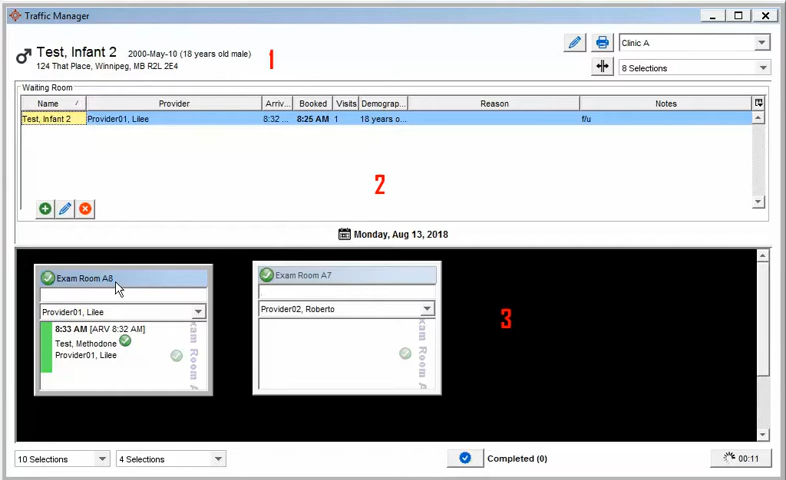 Traffic Manager
Test, Infant 2 2000-May-10 (18 years old male)
124 That Place, Winnipeg, MB R2L 2E4
1
Clinic A
8 Selections
Waiting Room
Name / Provider Arriv... Booked Visits Demograp... Reason Notes
Test, Infant 2 Provider01, Lilee 8:32 ... 8:25 AM 1 18 years o... f/u
2
Monday, Aug 13, 2018
Exam Room A8
Provider01, Lilee
8:33 AM [ARV 8:32 AM]
Test, Methodone
Provider01, Lilee
xam Room A
Exam Room A7
Provider02, Roberto
xam Room A
3
10 Selections
4 Selections
Completed (0)
00:11